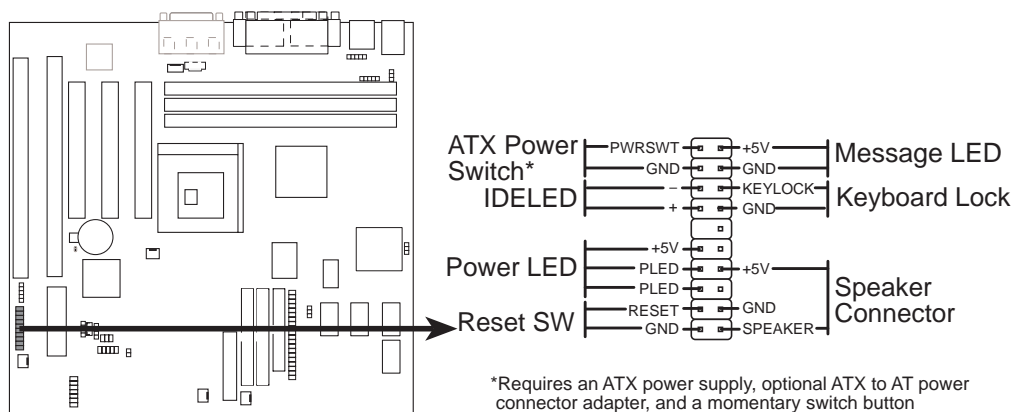 ATX Power
Switch*
PWRSWT
GND
+5V
GND
Message LED
IDELED
–
+
KEYLOCK
GND
Keyboard Lock
Power LED
+5V
PLED
PLED
+5V
GND
SPEAKER
Speaker
Connector
Reset SW
RESET
GND
*Requires an ATX power supply, optional ATX to AT power
connector adapter, and a momentary switch button